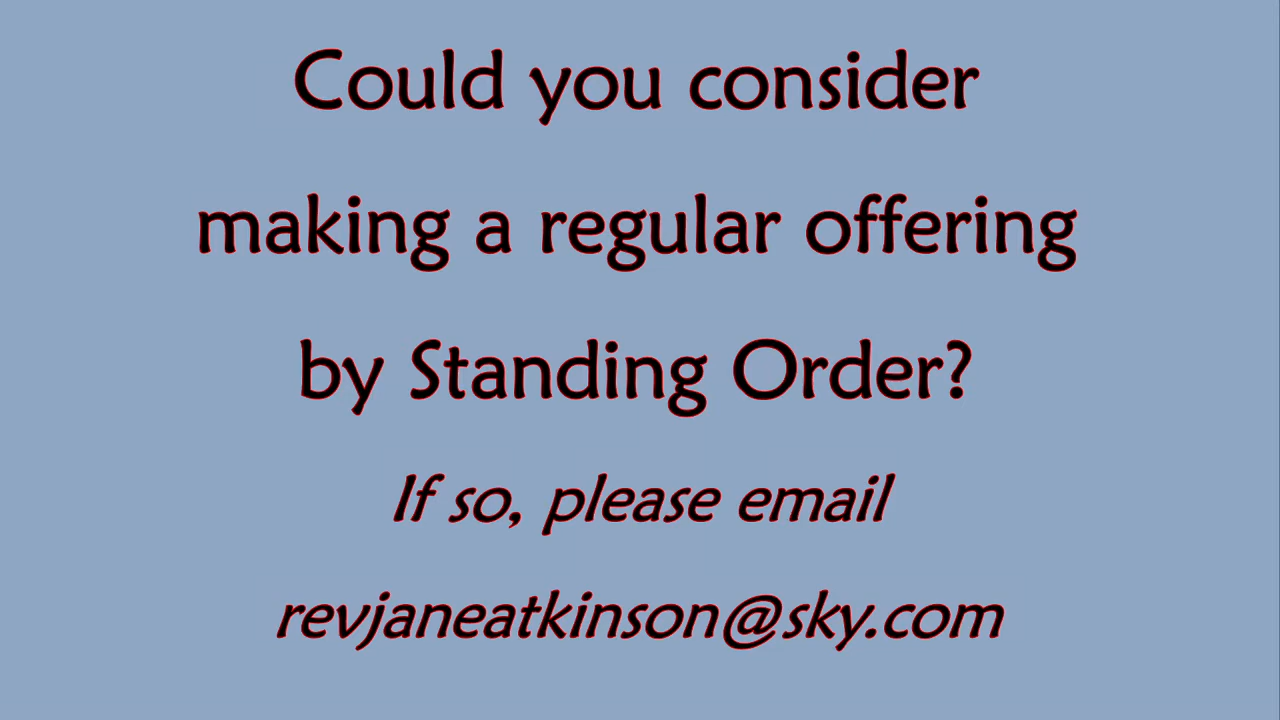 Could you consider
making a regular offering
by Standing Order?
If so, please email
revjaneatkinson@sky.com